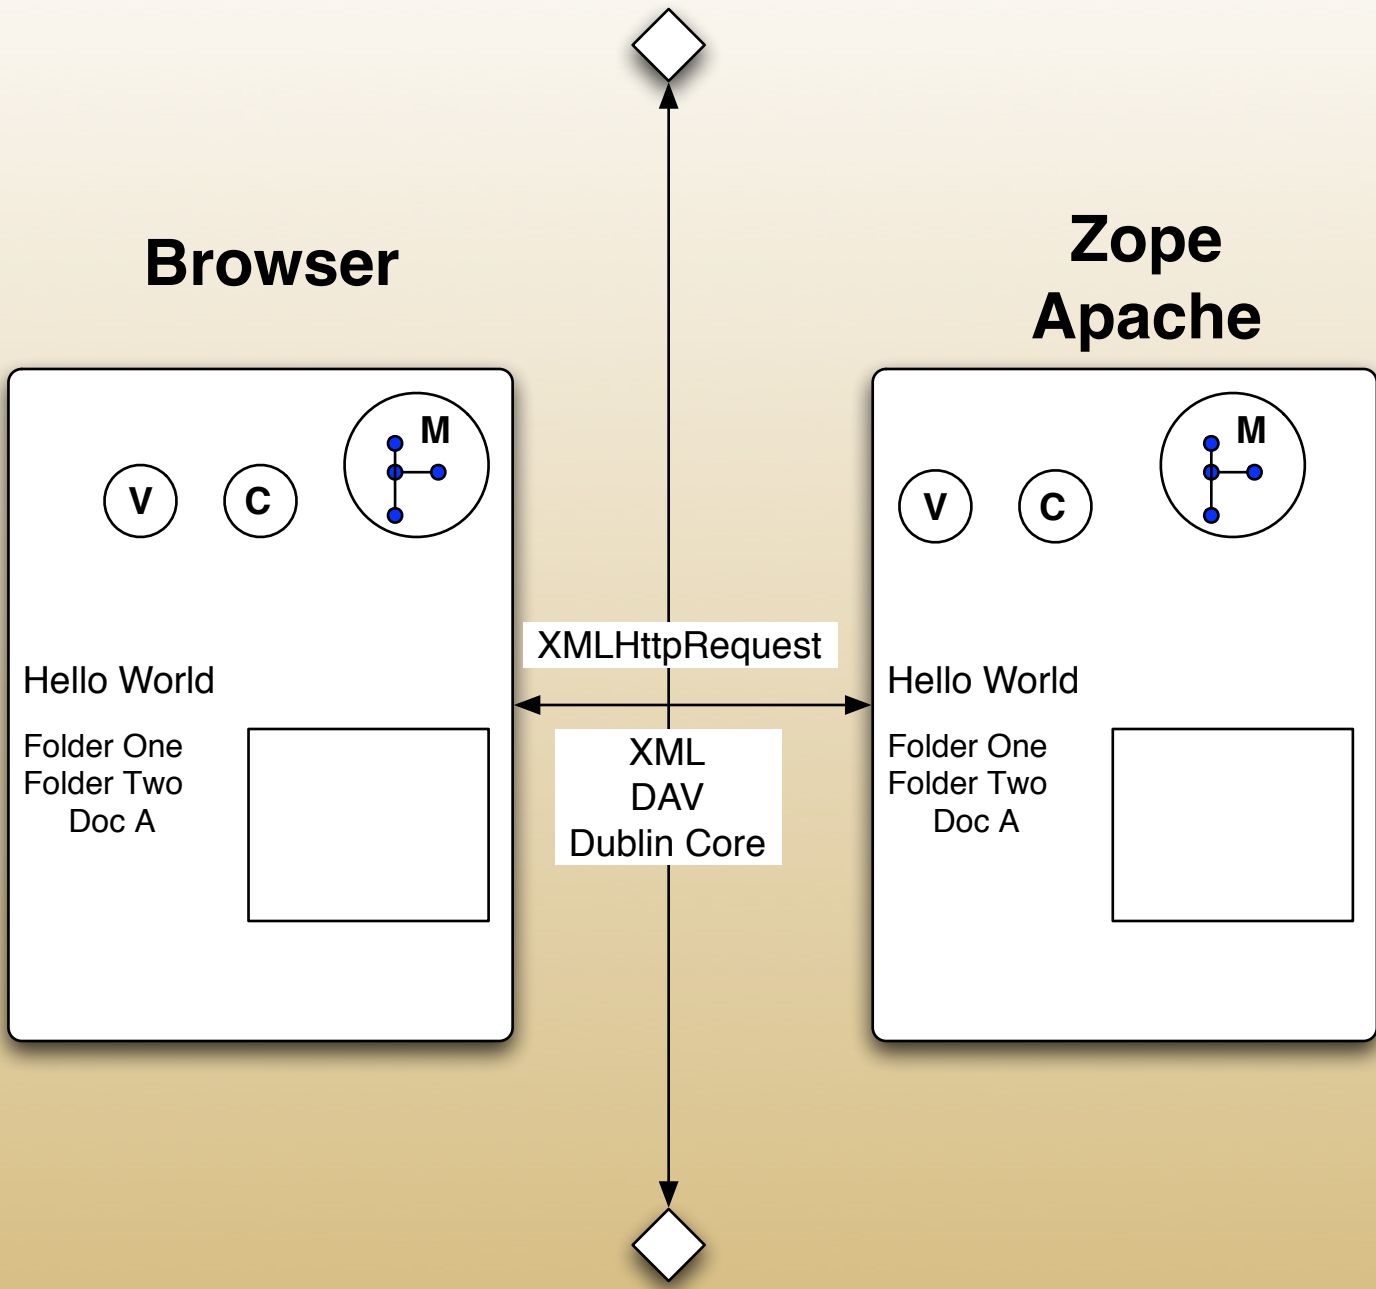 Browser
V
C
M
Hello World
Folder One
Folder Two
Doc A
XMLHttpRequest
XML
DAV
Dublin Core
Zope
Apache
V
C
M
Hello World
Folder One
Folder Two
Doc A